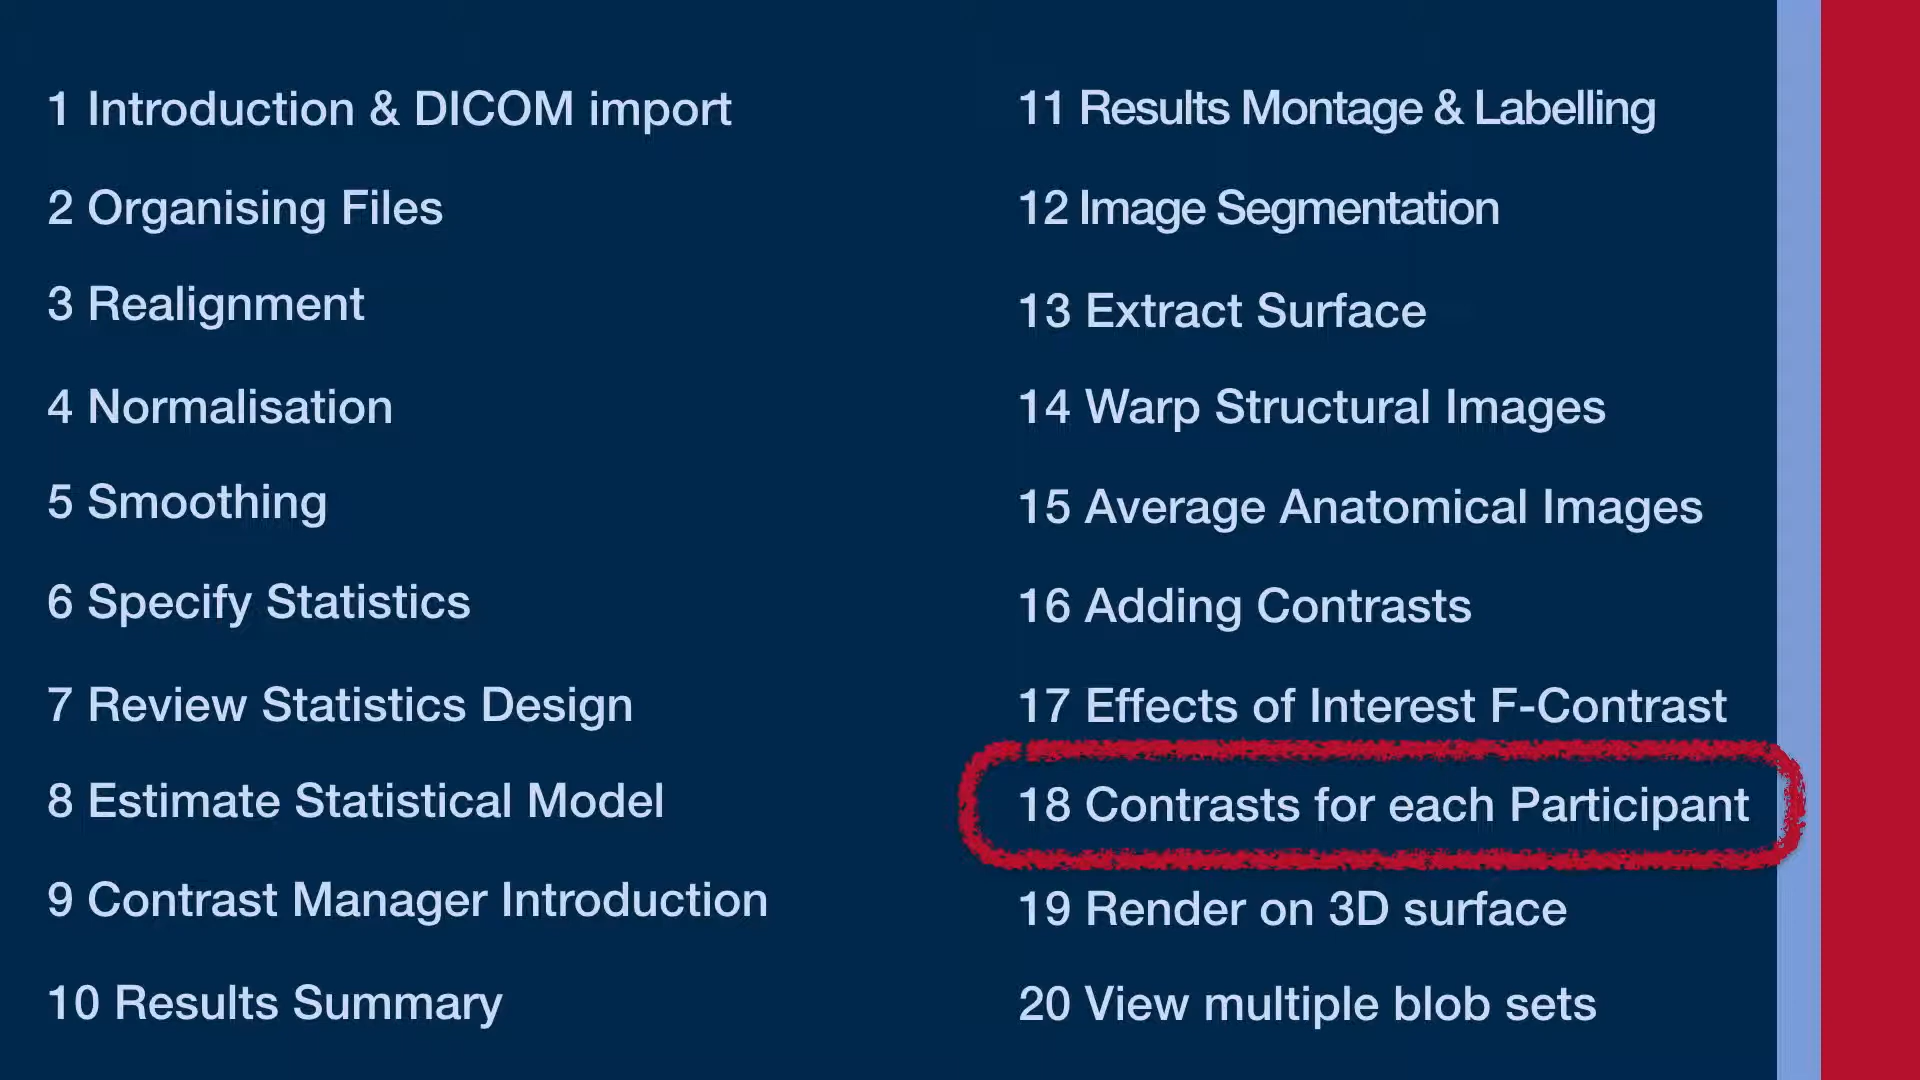 1 Introduction & DICOM import
2 Organising Files
3 Realignment
4 Normalisation
5 Smoothing
6 Specify Statistics
7 Review Statistics Design
8 Estimate Statistical Model
9 Contrast Manager Introduction
10 Results Summary
11 Results Montage & Labelling
12 Image Segmentation
13 Extract Surface
14 Warp Structural Images
15 Average Anatomical Images
16 Adding Contrasts
17 Effects of Interest F-Contrast
18 Contrasts for each Participant
19 Render on 3D surface
20 View multiple blob sets